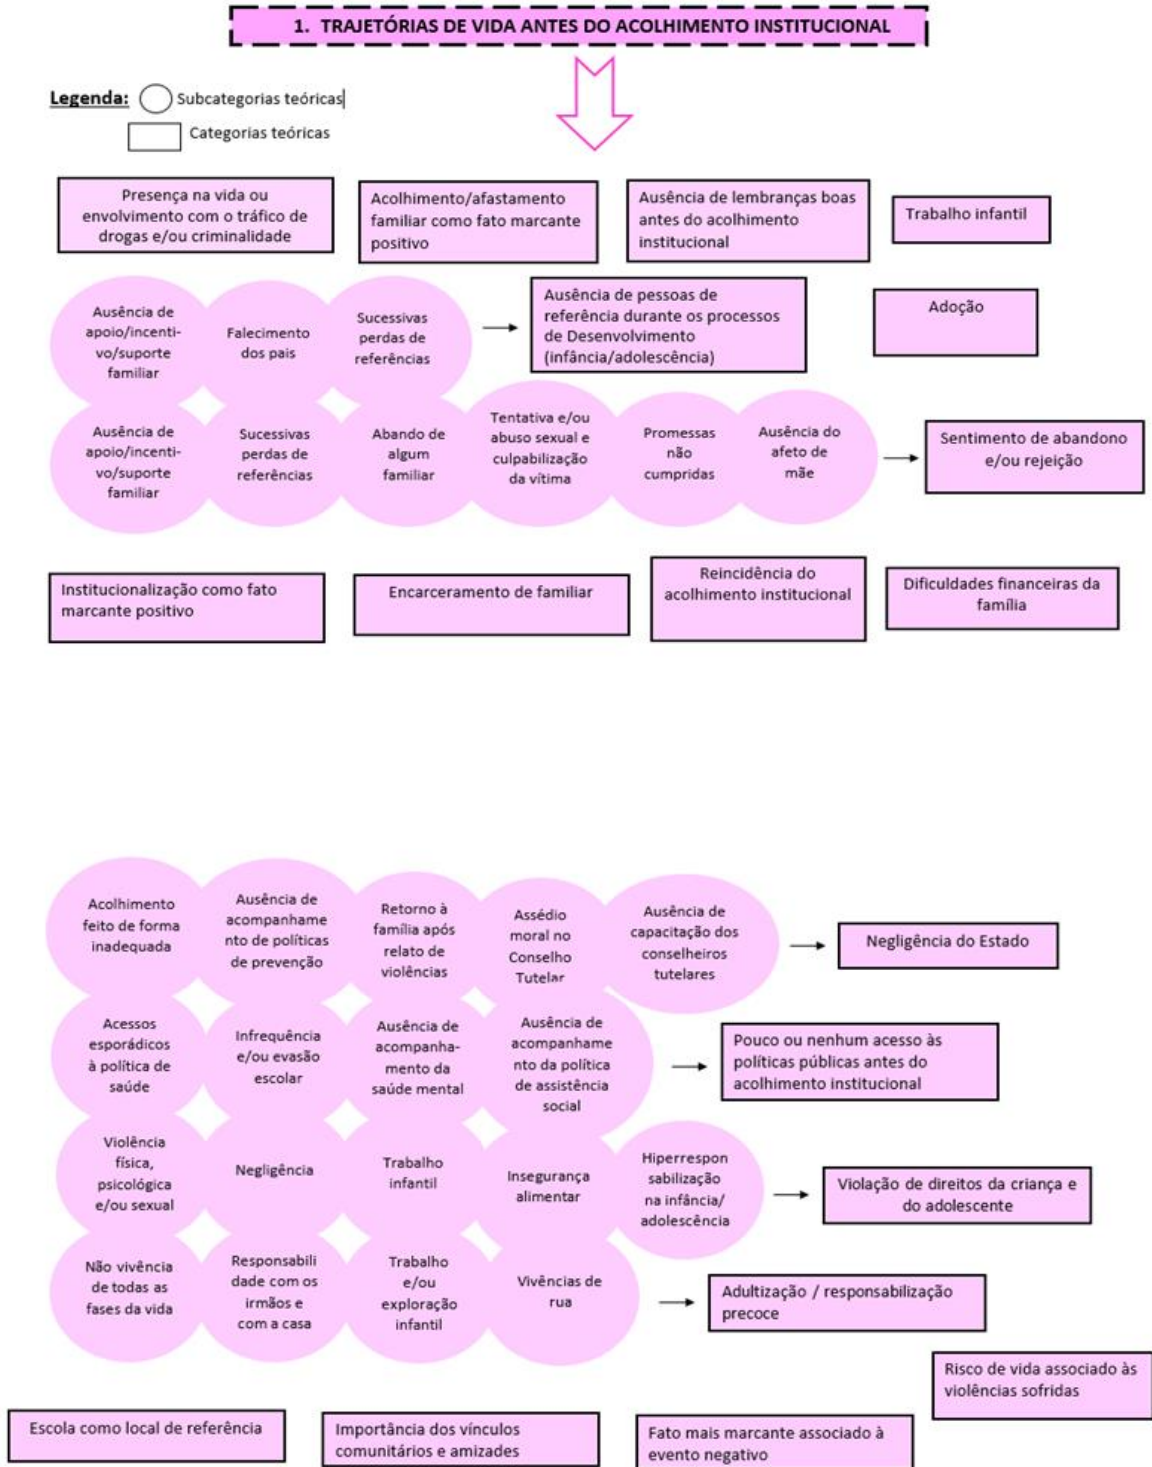 1. TRAJETÓRIAS DE VIDA ANTES DO ACOLHIMENTO INSTITUCIONAL
Legenda:
Subcategorias teóricas
Categorias teóricas
Presença na vida ou
envolvimento com o tráfico de
drogas e/ou criminalidade
Acolhimento/afastamento
familiar como fato marcante
positivo
Ausência de lembranças boas
antes do acolhimento
institucional
Trabalho infantil
Ausência de
apoio/incenti-
vo/suporte
familiar
Falecimento
dos pais
Sucessivas
perdas de
referências
Ausência de pessoas de
referência durante os processos
de Desenvolvimento
(infância/adolescência)
Adoção
Ausência de
apoio/incenti-
vo/suporte
familiar
Sucessivas
perdas de
referências
Abando de
algum
familiar
Tentativa e/ou
abuso sexual e
culpabilização
da vítima
Promessas
não
cumpridas
Ausência do
afeto de
mãe
Sentimento de abandono
e/ou rejeição
Institucionalização como fato
marcante positivo
Encarceramento de familiar
Reincidência do
acolhimento institucional
Dificuldades financeiras da
família
Acolhimento
feito de forma
inadequada
Ausência de
acompanhame
nto de políticas
de prevenção
Retorno à
família após
relato de
violências
Assédio
moral no
Conselho
Tutelar
Ausência de
capacitação dos
conselheiros
tutelares
Negligência do Estado
Acessos
esporádicos
à política de
saúde
Infrequência
e/ou evasão
escolar
Ausência de
acompanha-
mento da
saúde mental
Ausência de
acompanhame
nto da política
de assistência
social
Pouco ou nenhum acesso às
políticas públicas antes do
acolhimento institucional
Violência
física,
psicológica
e/ou sexual
Negligência
Trabalho
infantil
Insegurança
alimentar
Hiperrespon
sabilização
na infância/
adolescência
Violação de direitos da criança e
do adolescente
Não vivência
de todas as
fases da vida
Responsabili
dade com os
irmãos e
com a casa
Trabalho
e/ou
exploração
infantil
Vivências de
rua
Adultização / responsabilização
precoce
Risco de vida associado às
violências sofridas
Escola como local de referência
Importância dos vínculos
comunitários e amizades
Fato mais marcante associado à
evento negativo